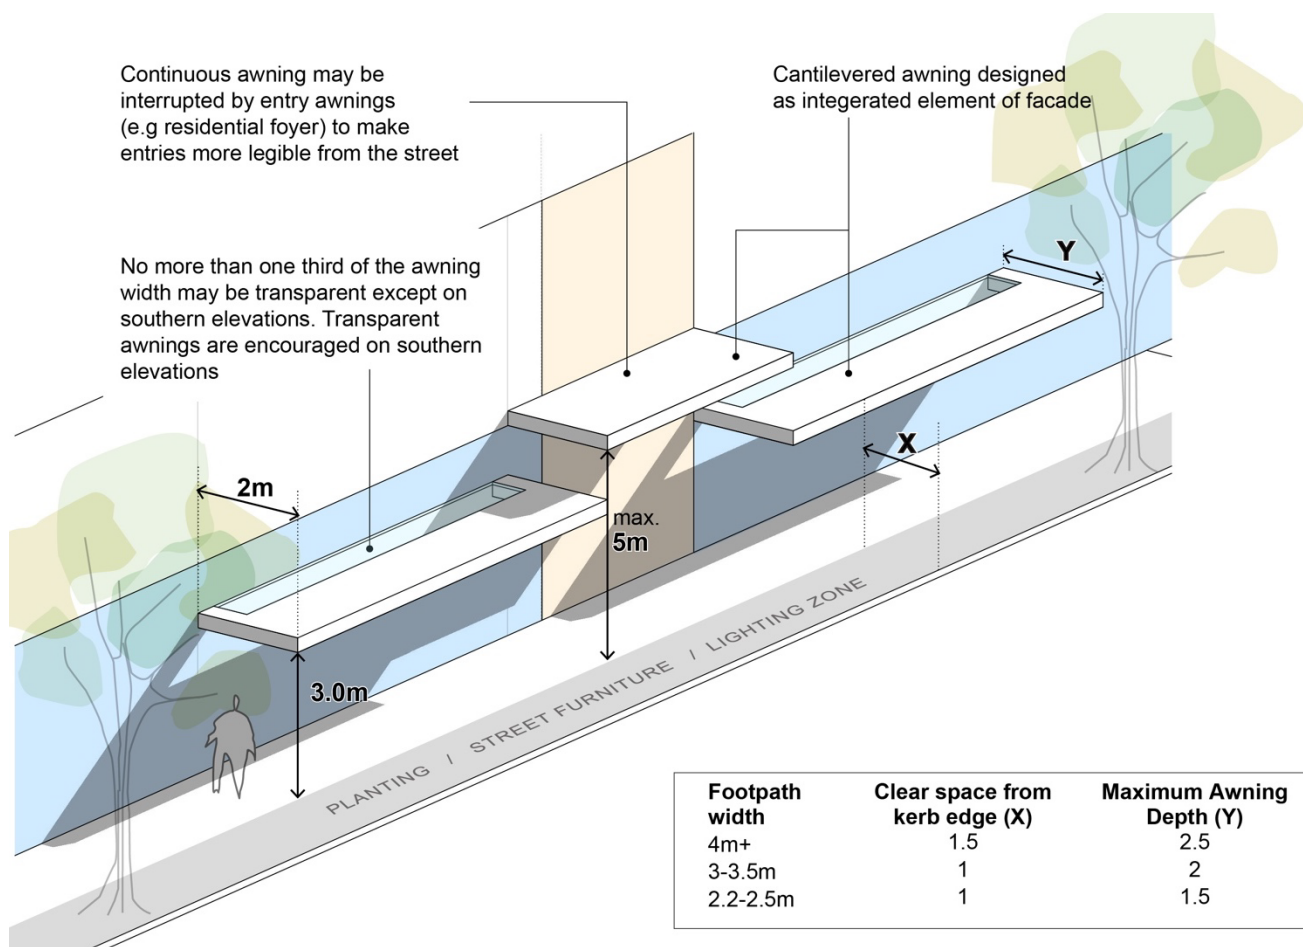 Continuous awning may be
interrupted by entry awnings
(e.g residential foyer) to make
entries more legible from the street
Cantilevered awning designed
as integerated element of facade
No more than one third of the awning
width may be transparent except on
southern elevations. Transparent
awnings are encouraged on southern
elevations
Y
X
2m
max.
5m
3.0m
PLANTING / STREET FURNITURE / LIGHTING ZONE
Footpath width Clear space from kerb edge (X) Maximum Awning Depth (Y)
4m+ 1.5 2.5
3-3.5m 1 2
2.2-2.5m 1 1.5